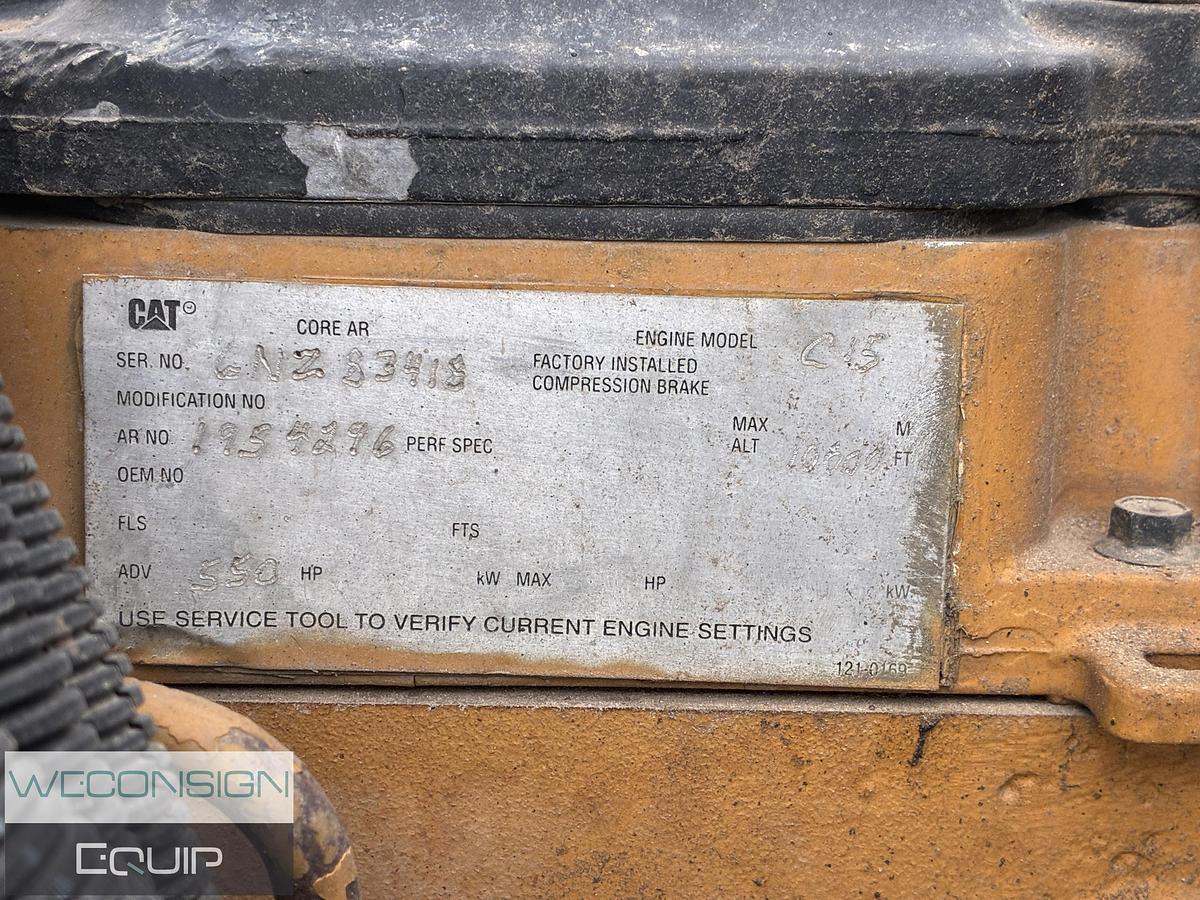 CAT
CORE AR
ENGINE MODEL C15
SER. NO. 6NZ83418
FACTORY INSTALLED
COMPRESSION BRAKE
MODIFICATION NO
MAX
ALT 10000 M
FT
AR NO. 1954296 PERF SPEC
OEM NO
FLS FTS
ADV 550 HP kW MAX HP kW
USE SERVICE TOOL TO VERIFY CURRENT ENGINE SETTINGS
121-0169
WECONSIGN
EQUIP